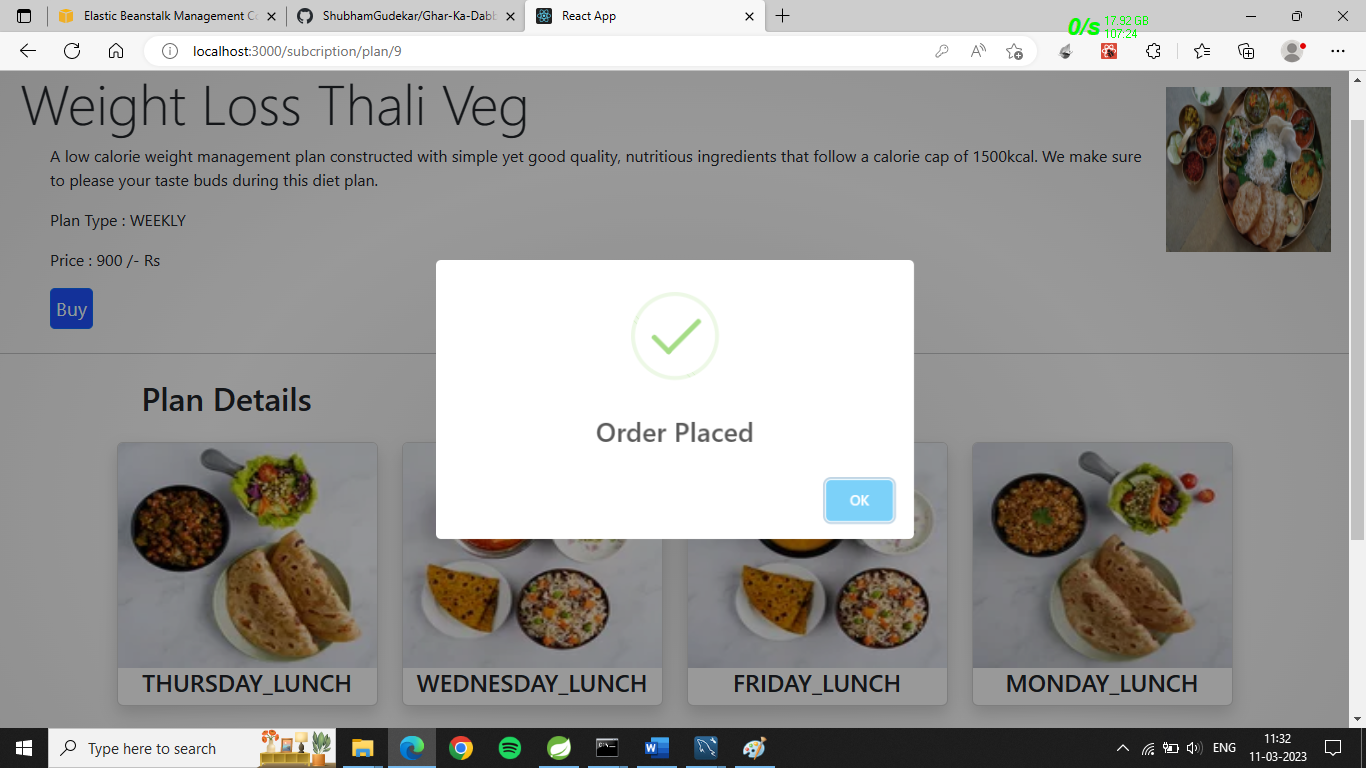 Elastic Beanstalk Management Co
ShubhamGudekar/Ghar-Ka-Dabb
React App
0/s
17.92 GB
107:24
localhost:3000/subcription/plan/9
Weight Loss Thali Veg
A low calorie weight management plan constructed with simple yet good quality, nutritious ingredients that follow a calorie cap of 1500kcal. We make sure
to please your taste buds during this diet plan.
Plan Type : WEEKLY
Price : 900 /- Rs
Buy
Order Placed
OK
Plan Details
THURSDAY_LUNCH
WEDNESDAY_LUNCH
FRIDAY_LUNCH
MONDAY_LUNCH
Type here to search
ENG
11:32
11-03-2023